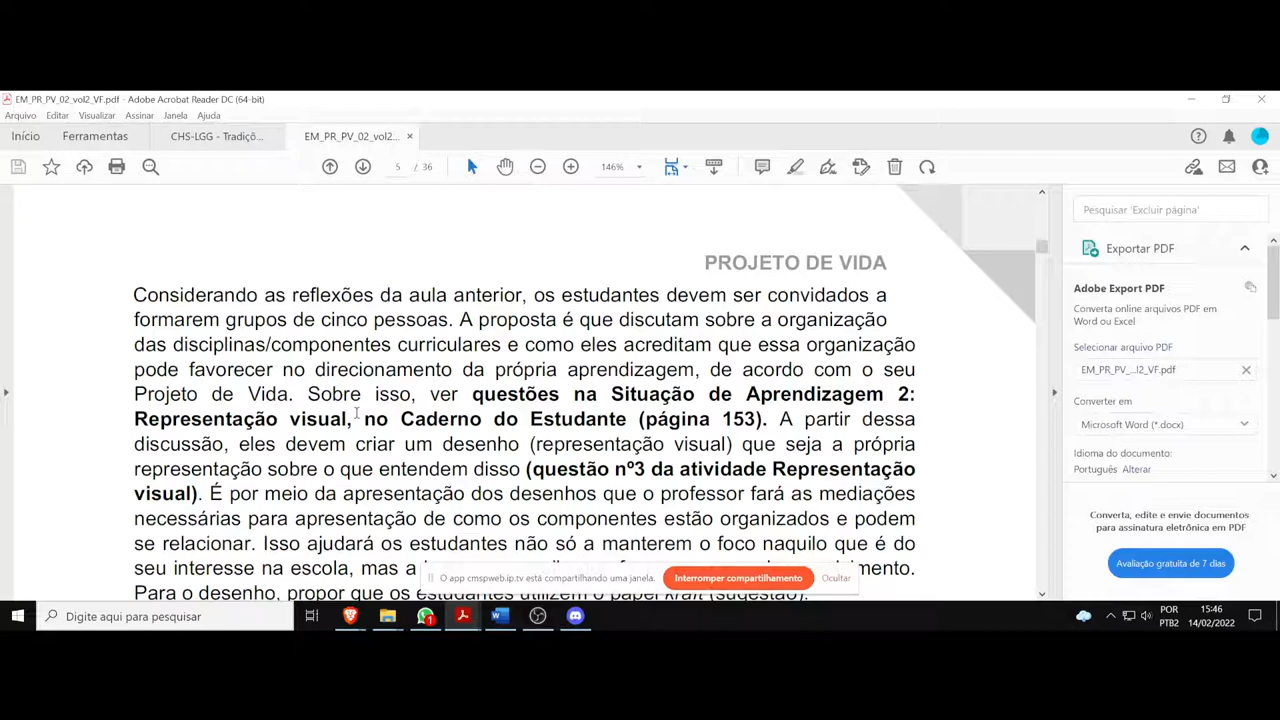 EM_PR_PV_02_vol2_VF.pdf - Adobe Acrobat Reader DC (64-bit)
Arquivo Editar Visualizar Assinar Janela Ajuda
Início Ferramentas CHS-LGG - Tradiçõ... EM_PR_PV_02_vol2... ×
5 / 36 146%
Pesquisar 'Excluir página'
Exportar PDF
Adobe Export PDF
Converta online arquivos PDF em
Word ou Excel
Selecionar arquivo PDF
EM_PR_PV_...l2_VF.pdf
Converter em
Microsoft Word (*.docx)
Idioma do documento:
Português Alterar
Converta, edite e envie documentos
para assinatura eletrônica em PDF
Avaliação gratuita de 7 dias
PROJETO DE VIDA
Considerando as reflexões da aula anterior, os estudantes devem ser convidados a
formarem grupos de cinco pessoas. A proposta é que discutam sobre a organização
das disciplinas/componentes curriculares e como eles acreditam que essa organização
pode favorecer no direcionamento da própria aprendizagem, de acordo com o seu
Projeto de Vida. Sobre isso, ver questões na Situação de Aprendizagem 2:
Representação visual, no Caderno do Estudante (página 153). A partir dessa
discussão, eles devem criar um desenho (representação visual) que seja a própria
representação sobre o que entendem disso (questão nº3 da atividade Representação
visual). É por meio da apresentação dos desenhos que o professor fará as mediações
necessárias para apresentação de como os componentes estão organizados e podem
se relacionar. Isso ajudará os estudantes não só a manterem o foco naquilo que é do
seu interesse na escola, mas a
Para o desenho, propor que os estudantes utilizem o papel kraft (sugestão).
O app cmspweb.ip.tv está compartilhando uma janela. Interromper compartilhamento Ocultar
Digite aqui para pesquisar
1
POR
PTB2
15:46
14/02/2022